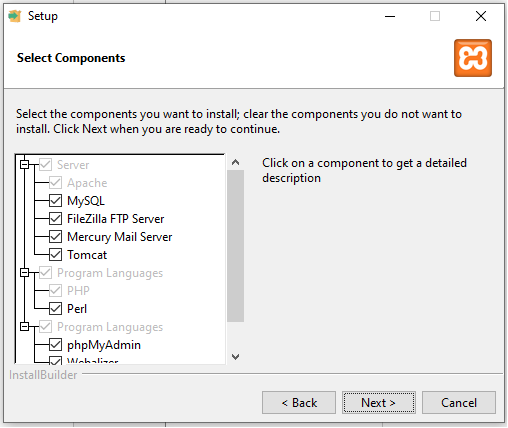 Setup
Select Components
Select the components you want to install; clear the components you do not want to
install. Click Next when you are ready to continue.
Server
Apache
MySQL
FileZilla FTP Server
Mercury Mail Server
Tomcat
Program Languages
PHP
Perl
Program Languages
phpMyAdmin
Webalizer
Click on a component to get a detailed
description
InstallBuilder
< Back
Next >
Cancel